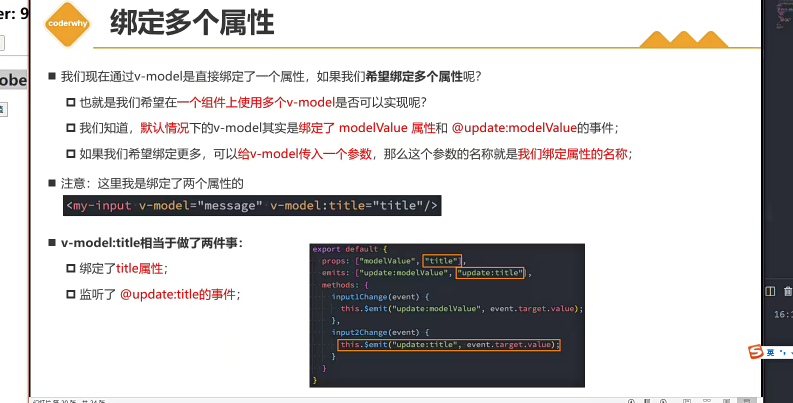 er: 9
coderwhy
绑定多个属性
obe
我们现在通过v-model是直接绑定了一个属性，如果我们希望绑定多个属性呢？
也就是我们希望在一个组件上使用多个v-model是否可以实现呢？
我们知道，默认情况下的v-model其实是绑定了 modelValue 属性和 @update:modelValue的事件；
如果我们希望绑定更多，可以给v-model传入一个参数，那么这个参数的名称就是我们绑定属性的名称；
注意：这里我是绑定了两个属性的
<my-input v-model="message" v-model:title="title"/>
v-model:title相当于做了两件事：
绑定了title属性；
监听了 @update:title的事件；
export default {
props: ["modelValue", "title"],
emits: ["update:modelValue", "update:title"],
methods: {
input1Change(event) {
this.$emit("update:modelValue", event.target.value);
},
input2Change(event) {
this.$emit("update:title", event.target.value);
}
}
}
16:
英